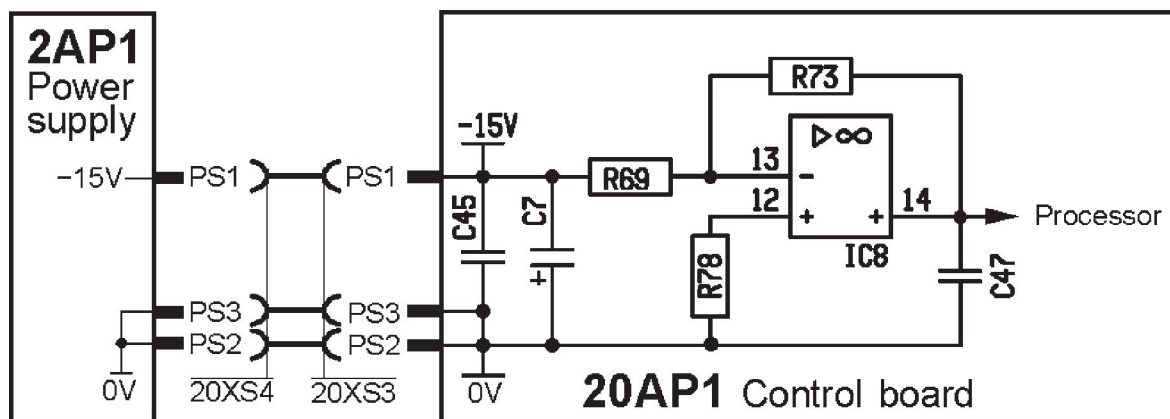 2AP1
Power
supply
-15V
PS1
PS1
-15V
C45
C7
R69
R73
13
12
14
IC8
R78
C47
Processor
PS3
PS3
PS2
PS2
0V
20XS4
20XS3
0V
20AP1 Control board